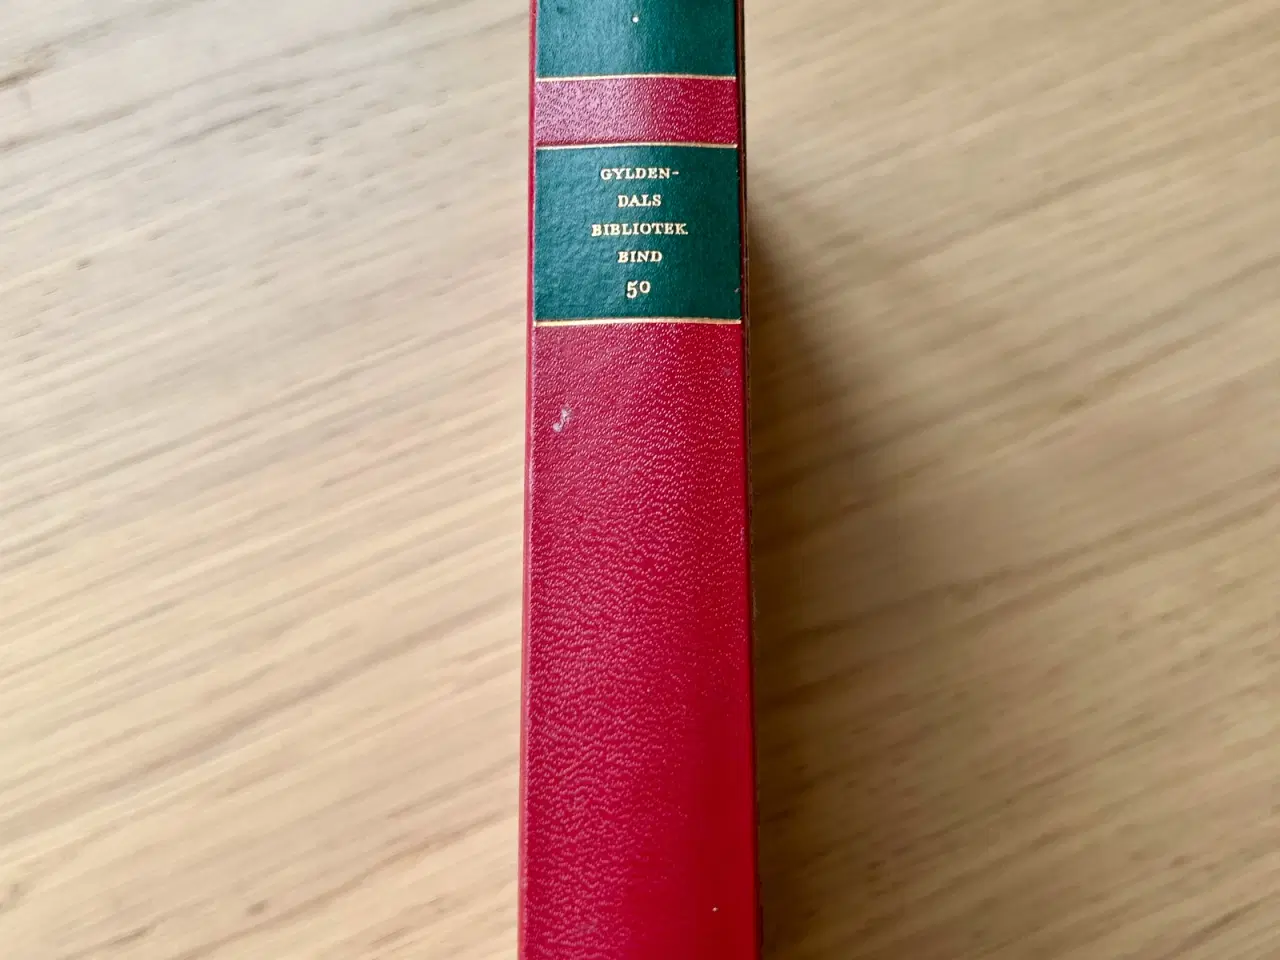 GYLDEN-
DALS
BIBLIOTEK
BIND
50